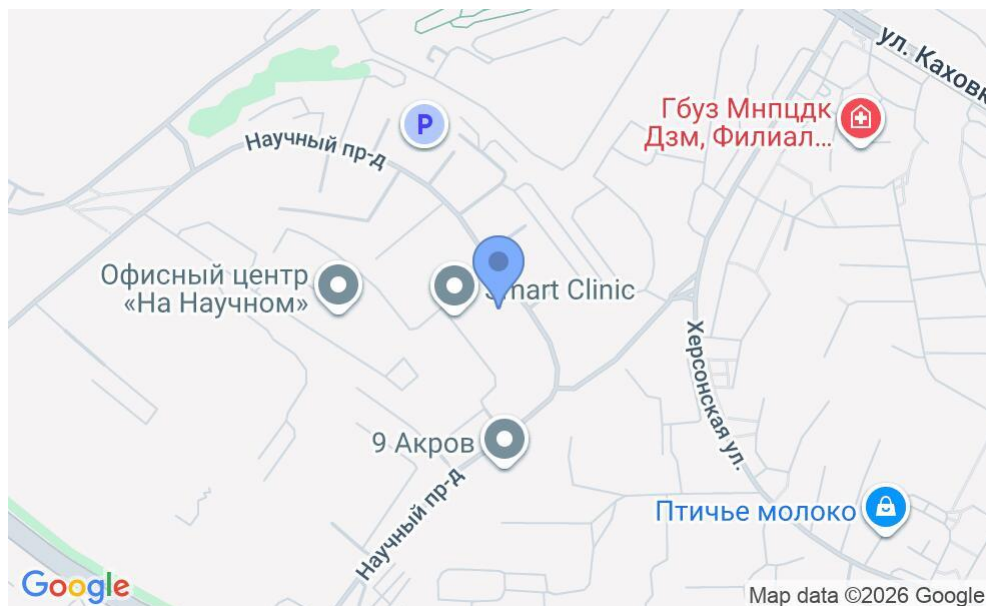 ул. Каховк
Гбуз Мнпцдк
Дзм, Филиал...
P
Научный пр-д
Офисный центр
«На Научном»
Smart Clinic
Херсонская ул.
9 Акров
Научный пр-д
Птичье молоко
Google
Map data ©2026 Google